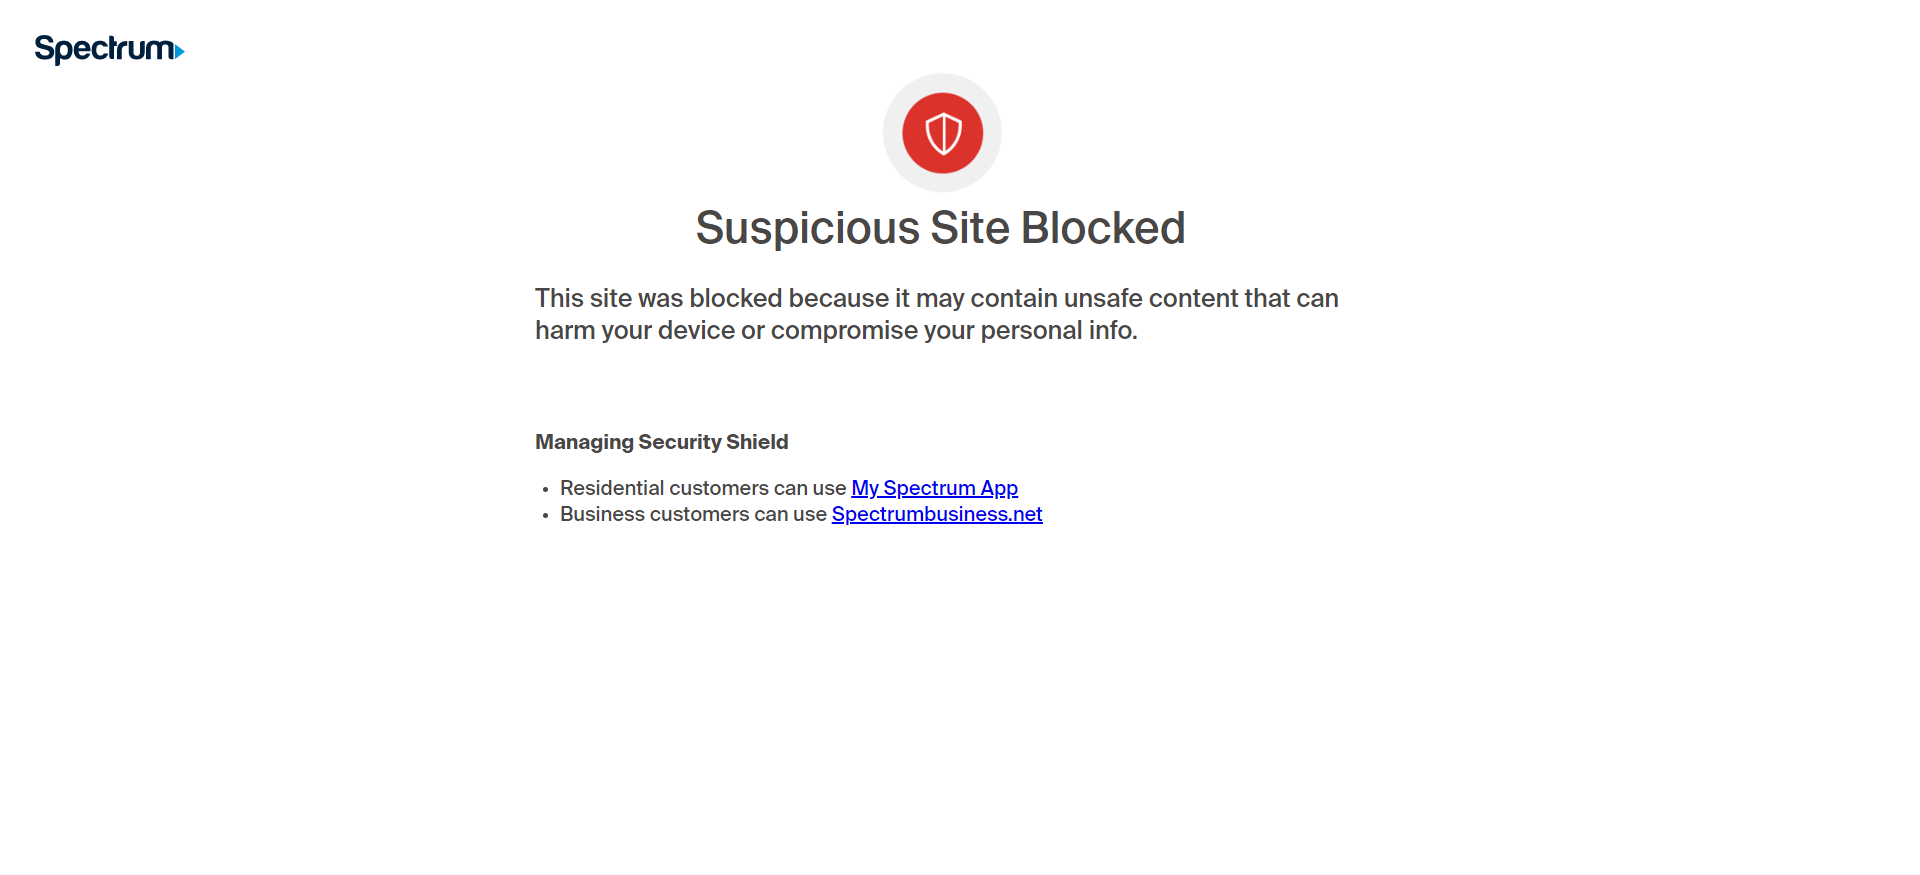 Spectrum
Suspicious Site Blocked
This site was blocked because it may contain unsafe content that can
harm your device or compromise your personal info.
Managing Security Shield
• Residential customers can use My Spectrum App
• Business customers can use Spectrumbusiness.net